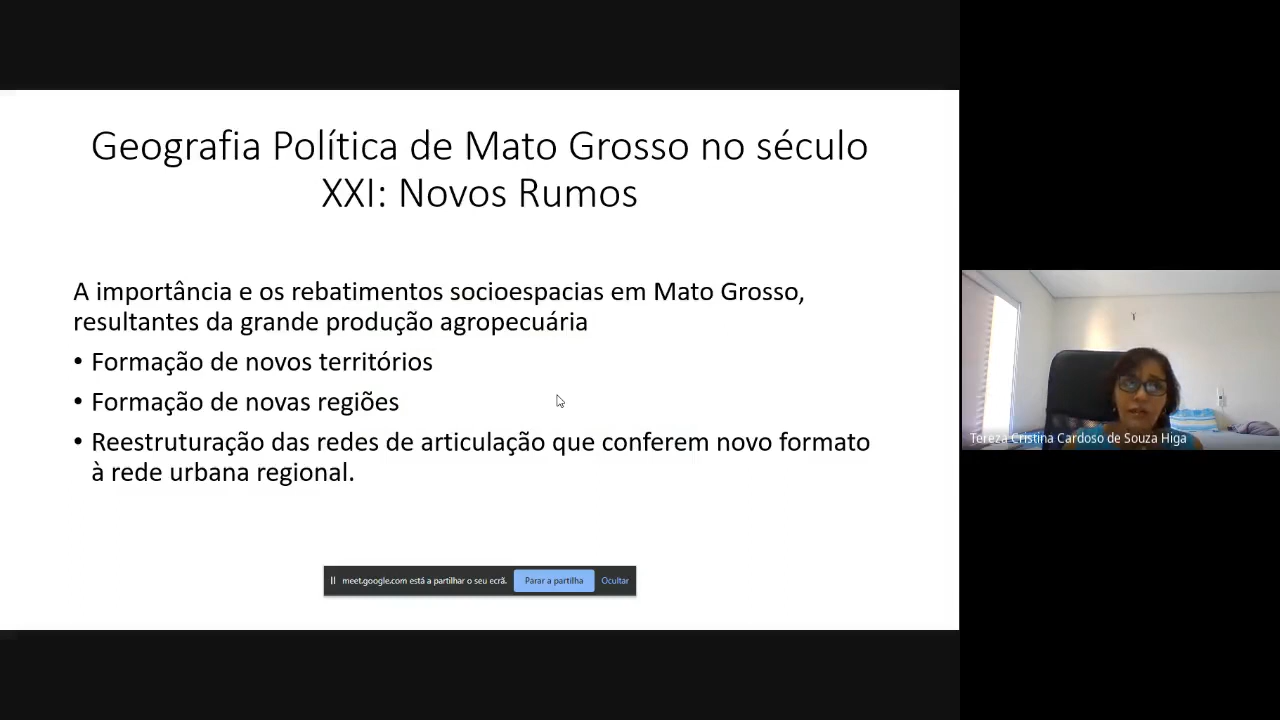 Geografia Política de Mato Grosso no século
XXI: Novos Rumos
A importância e os rebatimentos socioespacias em Mato Grosso,
resultantes da grande produção agropecuária
• Formação de novos territórios
• Formação de novas regiões
• Reestruturação das redes de articulação que conferem novo formato
à rede urbana regional.
meet.google.com está a partilhar o seu ecrã. Parar a partilha Ocultar
Tereza Cristina Cardoso de Souza Higa